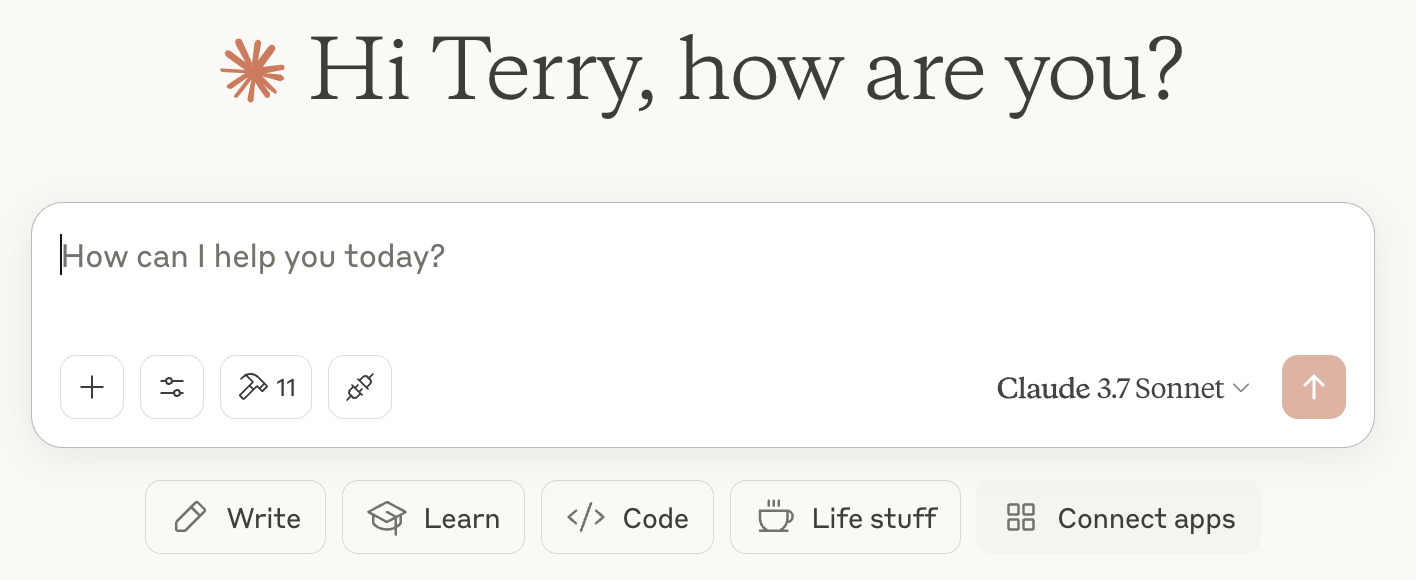 Hi Terry, how are you?
How can I help you today?
11
Claude 3.7 Sonnet
Write
Learn
Code
Life stuff
Connect apps